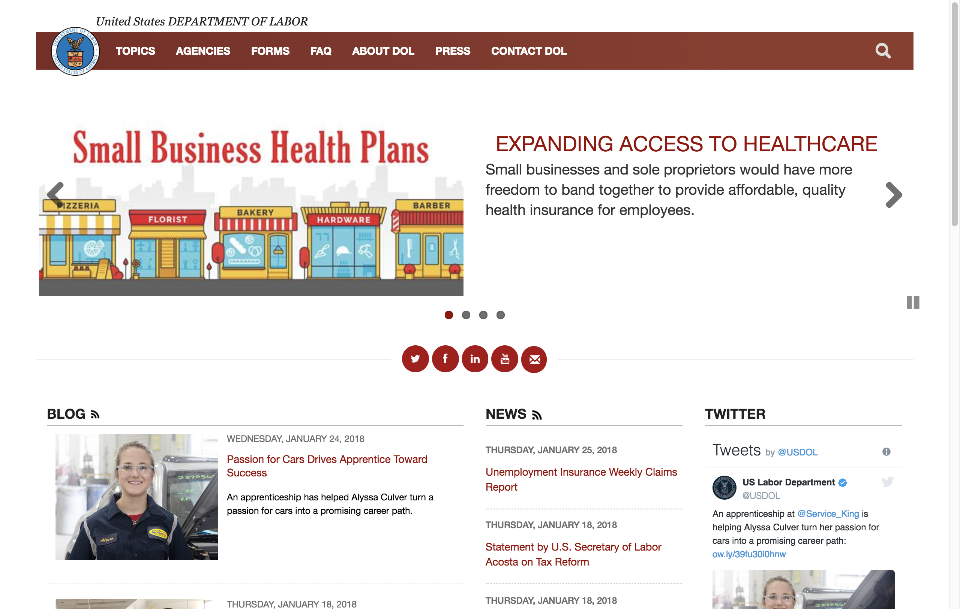 United States DEPARTMENT OF LABOR
TOPICS AGENCIES FORMS FAQ ABOUT DOL PRESS CONTACT DOL
Small Business Health Plans
PIZZERIA
FLORIST
BAKERY
HARDWARE
BARBER
EXPANDING ACCESS TO HEALTHCARE
Small businesses and sole proprietors would have more
freedom to band together to provide affordable, quality
health insurance for employees.
BLOG
WEDNESDAY, JANUARY 24, 2018
Passion for Cars Drives Apprentice Toward
Success
An apprenticeship has helped Alyssa Culver turn a
passion for cars into a promising career path.
THURSDAY, JANUARY 18, 2018
NEWS
THURSDAY, JANUARY 25, 2018
Unemployment Insurance Weekly Claims
Report
THURSDAY, JANUARY 18, 2018
Statement by U.S. Secretary of Labor
Acosta on Tax Reform
THURSDAY, JANUARY 18, 2018
TWITTER
Tweets by @USDOL
US Labor Department
@USDOL
An apprenticeship at @Service_King is
helping Alyssa Culver turn her passion for
cars into a promising career path:
ow.ly/39fu30i0hnw